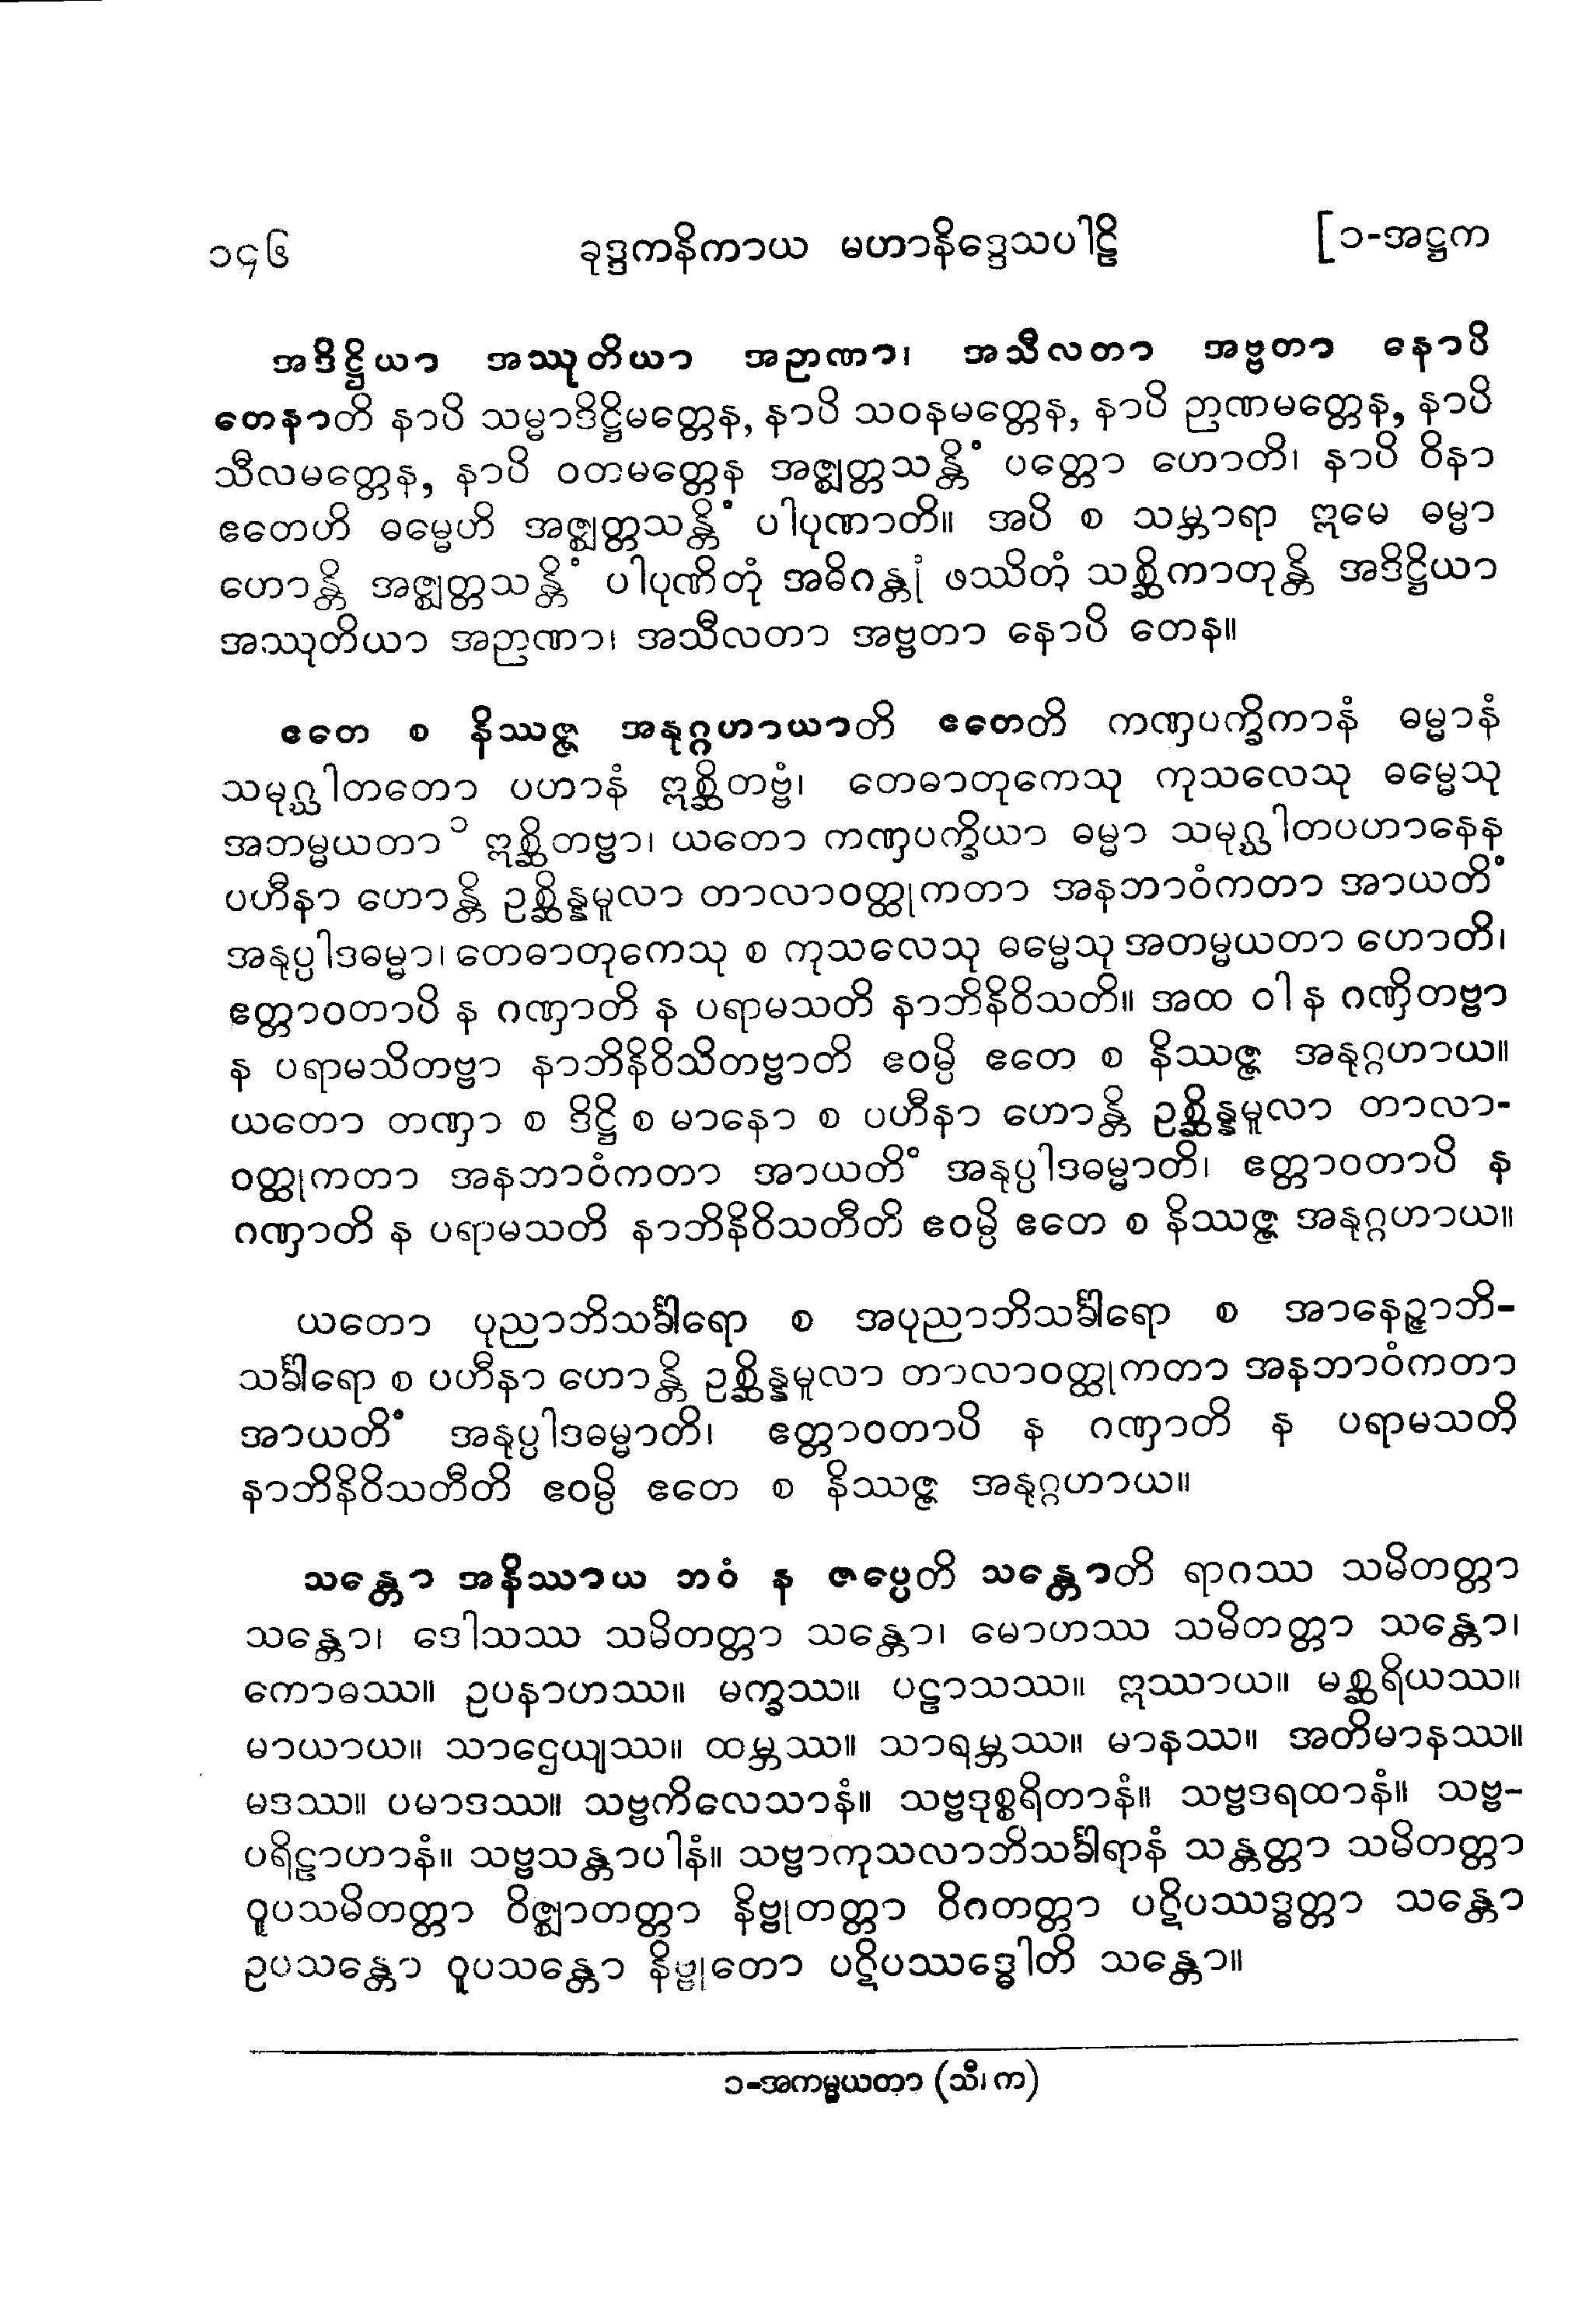 ၁၄၆ ခုဒ္ဒကနိကာယ မဟာနိဒ္ဒေသပါဠိ [၁-အဋ္ဌက
အဒိဋ္ဌိယာ အဿုတိယာ အဉာဏာ၊ အသီလတာ အဗ္ဗတာ နောပိ
တေနာတိ နာပိ သမ္မာဒိဋ္ဌိမတ္တေန, နာပိ သဝနမတ္တေန, နာပိ ဉာဏမတ္တေန, နာပိ
သီလမတ္တေန, နာပိ ဝတမတ္တေန အဇ္ဈတ္တသန္တိံ ပတ္တော ဟောတိ၊ နာပိ ဝိနာ
ဧတေဟိ ဓမ္မေဟိ အဇ္ဈတ္တသန္တိံ ပါပုဏာတိ။ အပိ စ သမ္ဘာရာ ဣမေ ဓမ္မာ
ဟောန္တိ အဇ္ဈတ္တသန္တိံ ပါပုဏိတုံ အဓိဂန္တုံ ဖဿိတုံ သစ္ဆိကာတုန္တိ အဒိဋ္ဌိယာ
အဿုတိယာ အဉာဏာ၊ အသီလတာ အဗ္ဗတာ နောပိ တေန။
ဧတေ စ နိဿဇ္ဇ အနုဂ္ဂဟာယာတိ ဧတေတိ ကဏှပက္ခိကာနံ ဓမ္မာနံ
သမုဂ္ဃါတတော ပဟာနံ ဣစ္ဆိတဗ္ဗံ၊ တေဓာတုကေသု ကုသလေသု ဓမ္မေသု
အတမ္မယတာ ၁ ဣစ္ဆိတဗ္ဗာ၊ ယတော ကဏှပက္ခိယာ ဓမ္မာ သမုဂ္ဃါတပဟာနေန
ပဟီနာ ဟောန္တိ ဥစ္ဆိန္နမူလာ တာလာဝတ္ထုကတာ အနဘာဝံကတာ အာယတိံ
အနုပ္ပါဒဓမ္မာ၊ တေဓာတုကေသု စ ကုသလေသု ဓမ္မေသု အတမ္မယတာ ဟောတိ၊
ဧတ္တာဝတာပိ န ဂဏှာတိ န ပရာမသတိ နာဘိနိဝိသတိ။ အထ ဝါ န ဂဏှိတဗ္ဗာ
န ပရာမသိတဗ္ဗာ နာဘိနိဝိသိတဗ္ဗာတိ ဧဝမ္ပိ ဧတေ စ နိဿဇ္ဇ အနုဂ္ဂဟာယ။
ယတော တဏှာ စ ဒိဋ္ဌိ စ မာနော စ ပဟီနာ ဟောန္တိ ဥစ္ဆိန္နမူလာ တာလာ-
ဝတ္ထုကတာ အနဘာဝံကတာ အာယတိံ အနုပ္ပါဒဓမ္မာတိ၊ ဧတ္တာဝတာပိ န
ဂဏှာတိ န ပရာမသတိ နာဘိနိဝိသတီတိ ဧဝမ္ပိ ဧတေ စ နိဿဇ္ဇ အနုဂ္ဂဟာယ။
ယတော ပုညာဘိသင်္ခါရော စ အပုညာဘိသင်္ခါရော စ အာနေဉ္ဇာဘိ-
သင်္ခါရော စ ပဟီနာ ဟောန္တိ ဥစ္ဆိန္နမူလာ တာလာဝတ္ထုကတာ အနဘာဝံကတာ
အာယတိံ အနုပ္ပါဒဓမ္မာတိ၊ ဧတ္တာဝတာပိ န ဂဏှာတိ န ပရာမသတိ
နာဘိနိဝိသတီတိ ဧဝမ္ပိ ဧတေ စ နိဿဇ္ဇ အနုဂ္ဂဟာယ။
သန္တော အနိဿာယ ဘဝံ န ဇပ္ပေတိ သန္တောတိ ရာဂဿ သမိတတ္တာ
သန္တော၊ ဒေါသဿ သမိတတ္တာ သန္တော၊ မောဟဿ သမိတတ္တာ သန္တော၊
ကောဓဿ။ ဥပနာဟဿ။ မက္ခဿ။ ပဠာသဿ။ ဣဿာယ။ မစ္ဆရိယဿ။
မာယာယ။ သာဌေယျဿ။ ထမ္ဘဿ။ သာရမ္ဘဿ။ မာနဿ။ အတိမာနဿ။
မဒဿ။ ပမာဒဿ။ သဗ္ဗကိလေသာနံ။ သဗ္ဗဒုစ္စရိတာနံ။ သဗ္ဗဒရထာနံ။ သဗ္ဗ-
ပရိဠာဟာနံ။ သဗ္ဗသန္တာပါနံ။ သဗ္ဗာကုသလာဘိသင်္ခါရာနံ သန္တတ္တာ သမိတတ္တာ
ဝူပသမိတတ္တာ ဝိဇ္ဈာတတ္တာ နိဗ္ဗုတတ္တာ ဝိဂတတ္တာ ပဋိပဿဒ္ဓတ္တာ သန္တော
ဥပသန္တော ဝူပသန္တော နိဗ္ဗုတော ပဋိပဿဒ္ဓေါတိ သန္တော။
၁-အကမ္မယတာ (သီ၊ က)